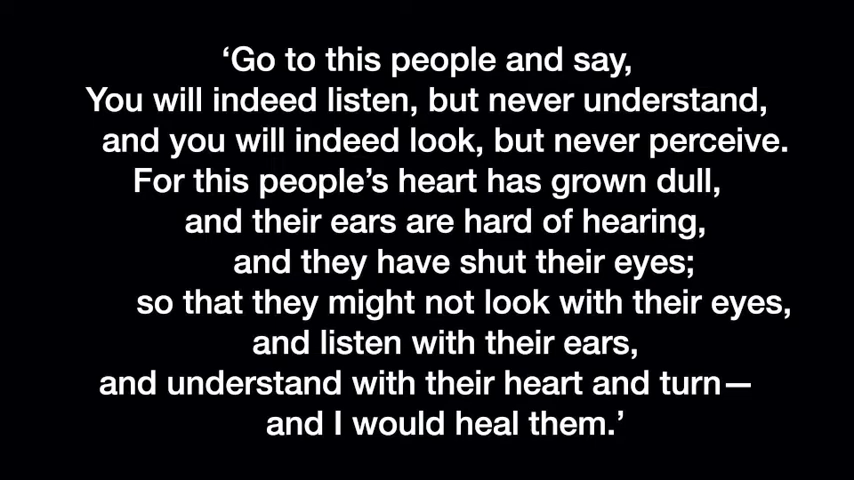 ‘Go to this people and say,
You will indeed listen, but never understand,
and you will indeed look, but never perceive.
For this people’s heart has grown dull,
and their ears are hard of hearing,
and they have shut their eyes;
so that they might not look with their eyes,
and listen with their ears,
and understand with their heart and turn—
and I would heal them.’